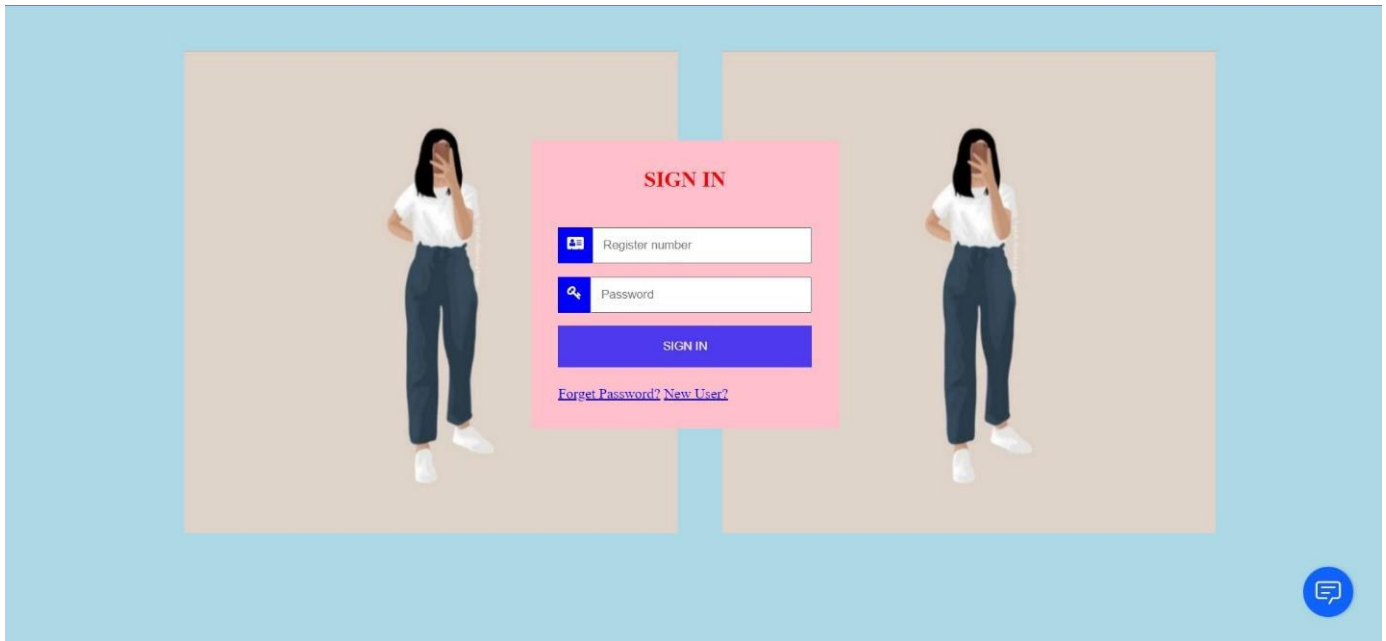 SIGN IN
Register number
Password
SIGN IN
Forget Password? New User?